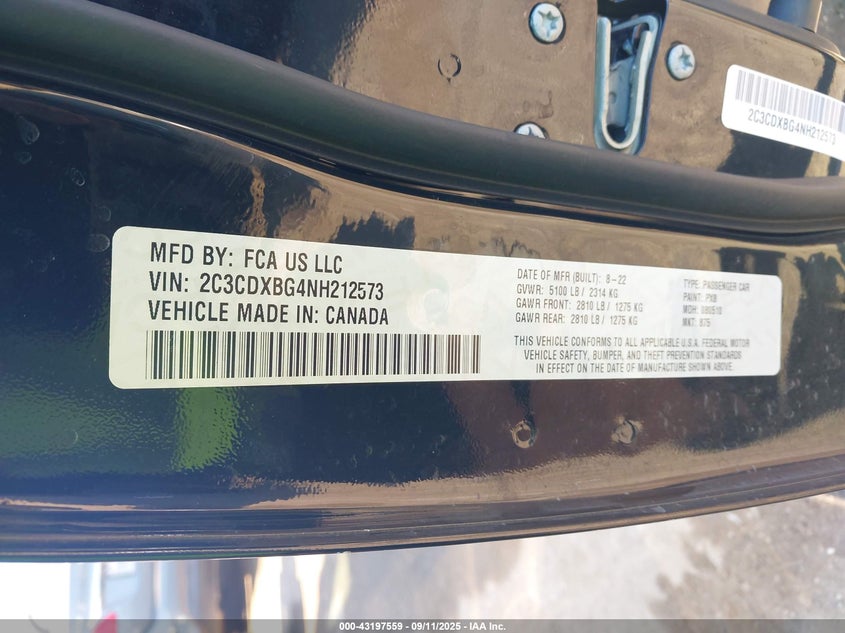 2C3CDXBG4NH212573
MFD BY: FCA US LLC
VIN: 2C3CDXBG4NH212573
VEHICLE MADE IN: CANADA
DATE OF MFR (BUILT): 8-22
GVWR: 5100 LB / 2314 KG
GAWR FRONT: 2810 LB / 1275 KG
GAWR REAR: 2810 LB / 1275 KG
TYPE: PASSENGER CAR
PAINT: PXB
MDH: 080510
MKT: 875
THIS VEHICLE CONFORMS TO ALL APPLICABLE U.S.A. FEDERAL MOTOR
VEHICLE SAFETY, BUMPER, AND THEFT PREVENTION STANDARDS
IN EFFECT ON THE DATE OF MANUFACTURE SHOWN ABOVE.
000-43197559 - 09/11/2025 - IAA Inc.